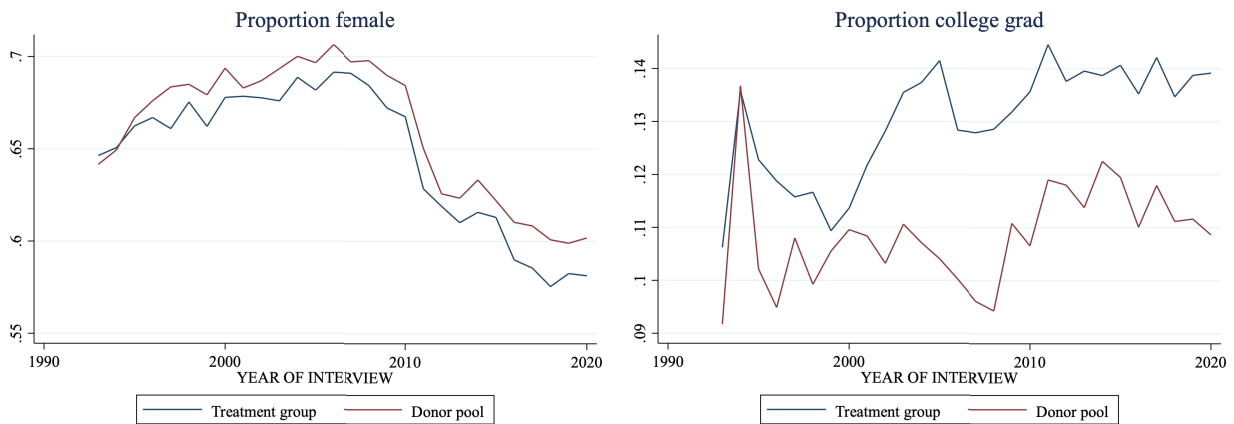 Proportion female
.7
.65
.6
.55
1990 2000 2010 2020
YEAR OF INTERVIEW
Treatment group Donor pool
Proportion college grad
.14
.13
.12
.11
.1
.09
1990 2000 2010 2020
YEAR OF INTERVIEW
Treatment group Donor pool